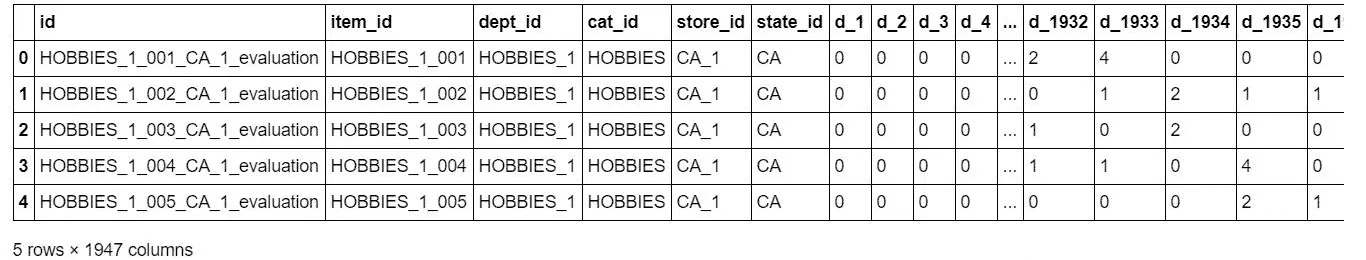 id item_id dept_id cat_id store_id state_id d_1 d_2 d_3 d_4 ... d_1932 d_1933 d_1934 d_1935
0 HOBBIES_1_001_CA_1_evaluation HOBBIES_1_001 HOBBIES_1 HOBBIES CA_1 CA 0 0 0 0 ... 2 4 0 0 0
1 HOBBIES_1_002_CA_1_evaluation HOBBIES_1_002 HOBBIES_1 HOBBIES CA_1 CA 0 0 0 0 ... 0 1 2 1 1
2 HOBBIES_1_003_CA_1_evaluation HOBBIES_1_003 HOBBIES_1 HOBBIES CA_1 CA 0 0 0 0 ... 1 0 2 0 0
3 HOBBIES_1_004_CA_1_evaluation HOBBIES_1_004 HOBBIES_1 HOBBIES CA_1 CA 0 0 0 0 ... 1 1 0 4 0
4 HOBBIES_1_005_CA_1_evaluation HOBBIES_1_005 HOBBIES_1 HOBBIES CA_1 CA 0 0 0 0 ... 0 0 0 2 1
5 rows × 1947 columns